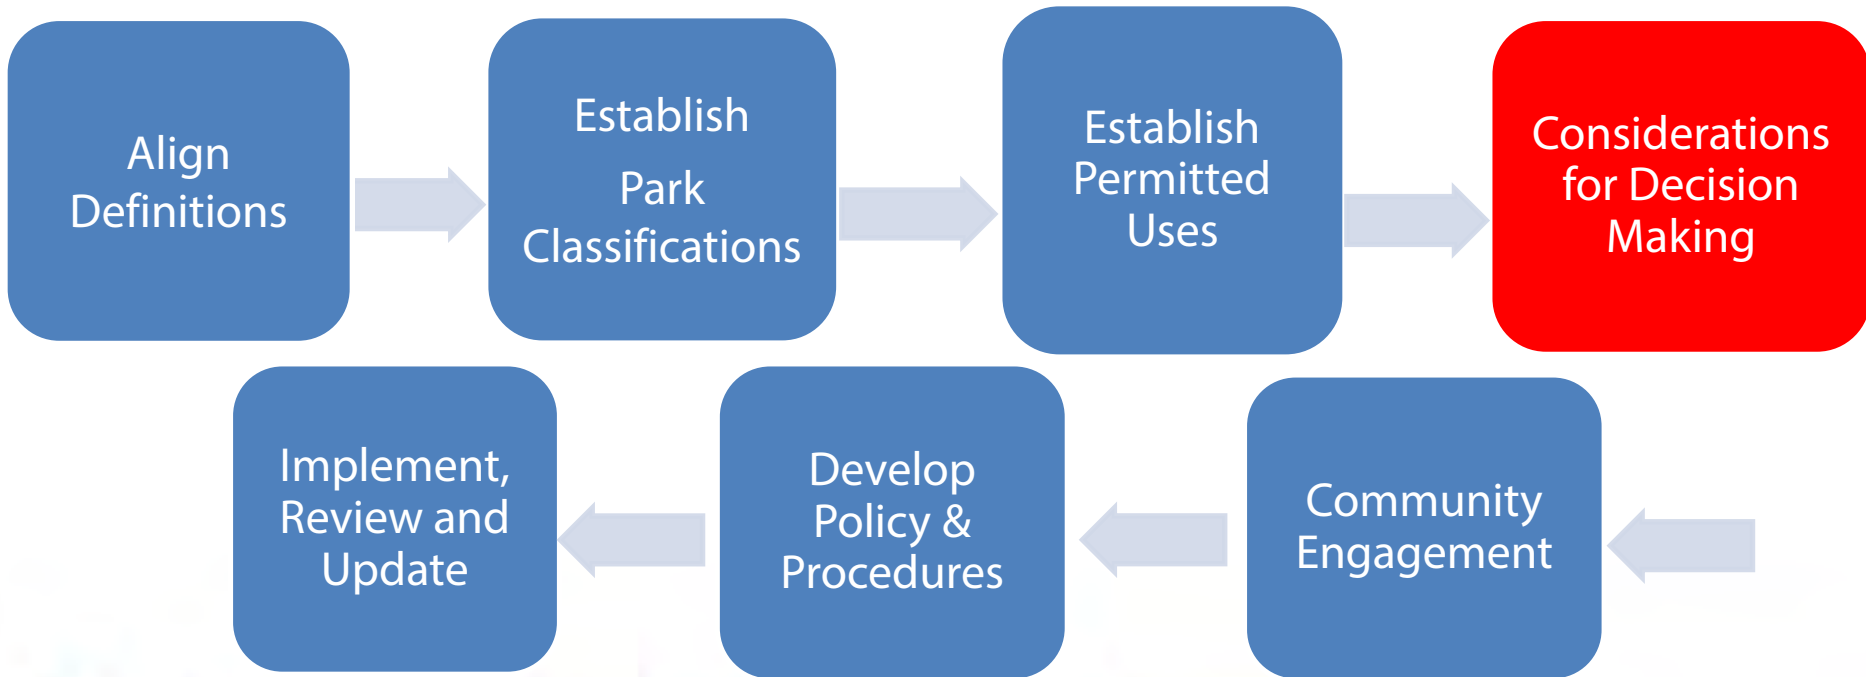 Align
Definitions
Establish
Park
Classifications
Establish
Permitted
Uses
Considerations
for Decision
Making
Implement,
Review and
Update
Develop
Policy &
Procedures
Community
Engagement